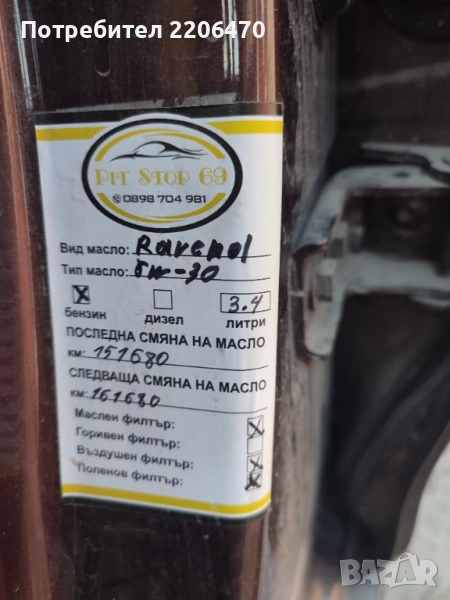 Потребител 2206470
PIT STOP 69
0898 704 981
Вид масло: Ravenol
Тип масло: 5w-30
бензин дизел 3.4 литри
ПОСЛЕДНА СМЯНА НА МАСЛО
км: 151680
СЛЕДВАЩА СМЯНА НА МАСЛО
км: 161680
Маслен филтър:
Горивен филтър:
Въздушен филтър:
Поленов филтър:
BAZAR